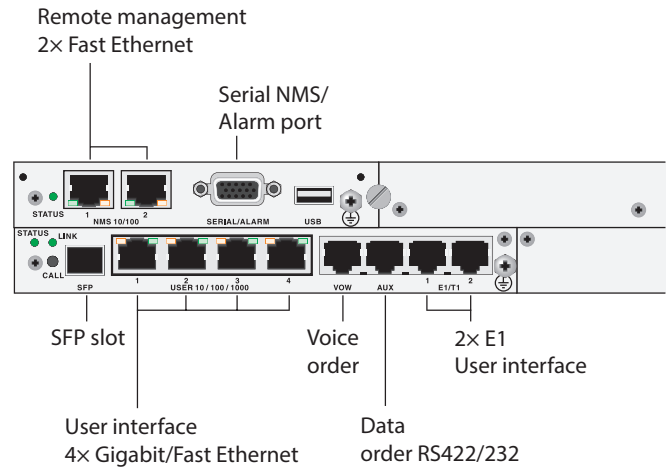 Remote management
2× Fast Ethernet
Serial NMS/
Alarm port
STATUS
1
2
NMS 10/100
SERIAL/ALARM
USB
STATUS
LINK
CALL
SFP
1
2
3
4
USER 10 / 100 / 1000
VOW
AUX
1
2
E1/T1
SFP slot
Voice
order
2× E1
User interface
User interface
4× Gigabit/Fast Ethernet
Data
order RS422/232